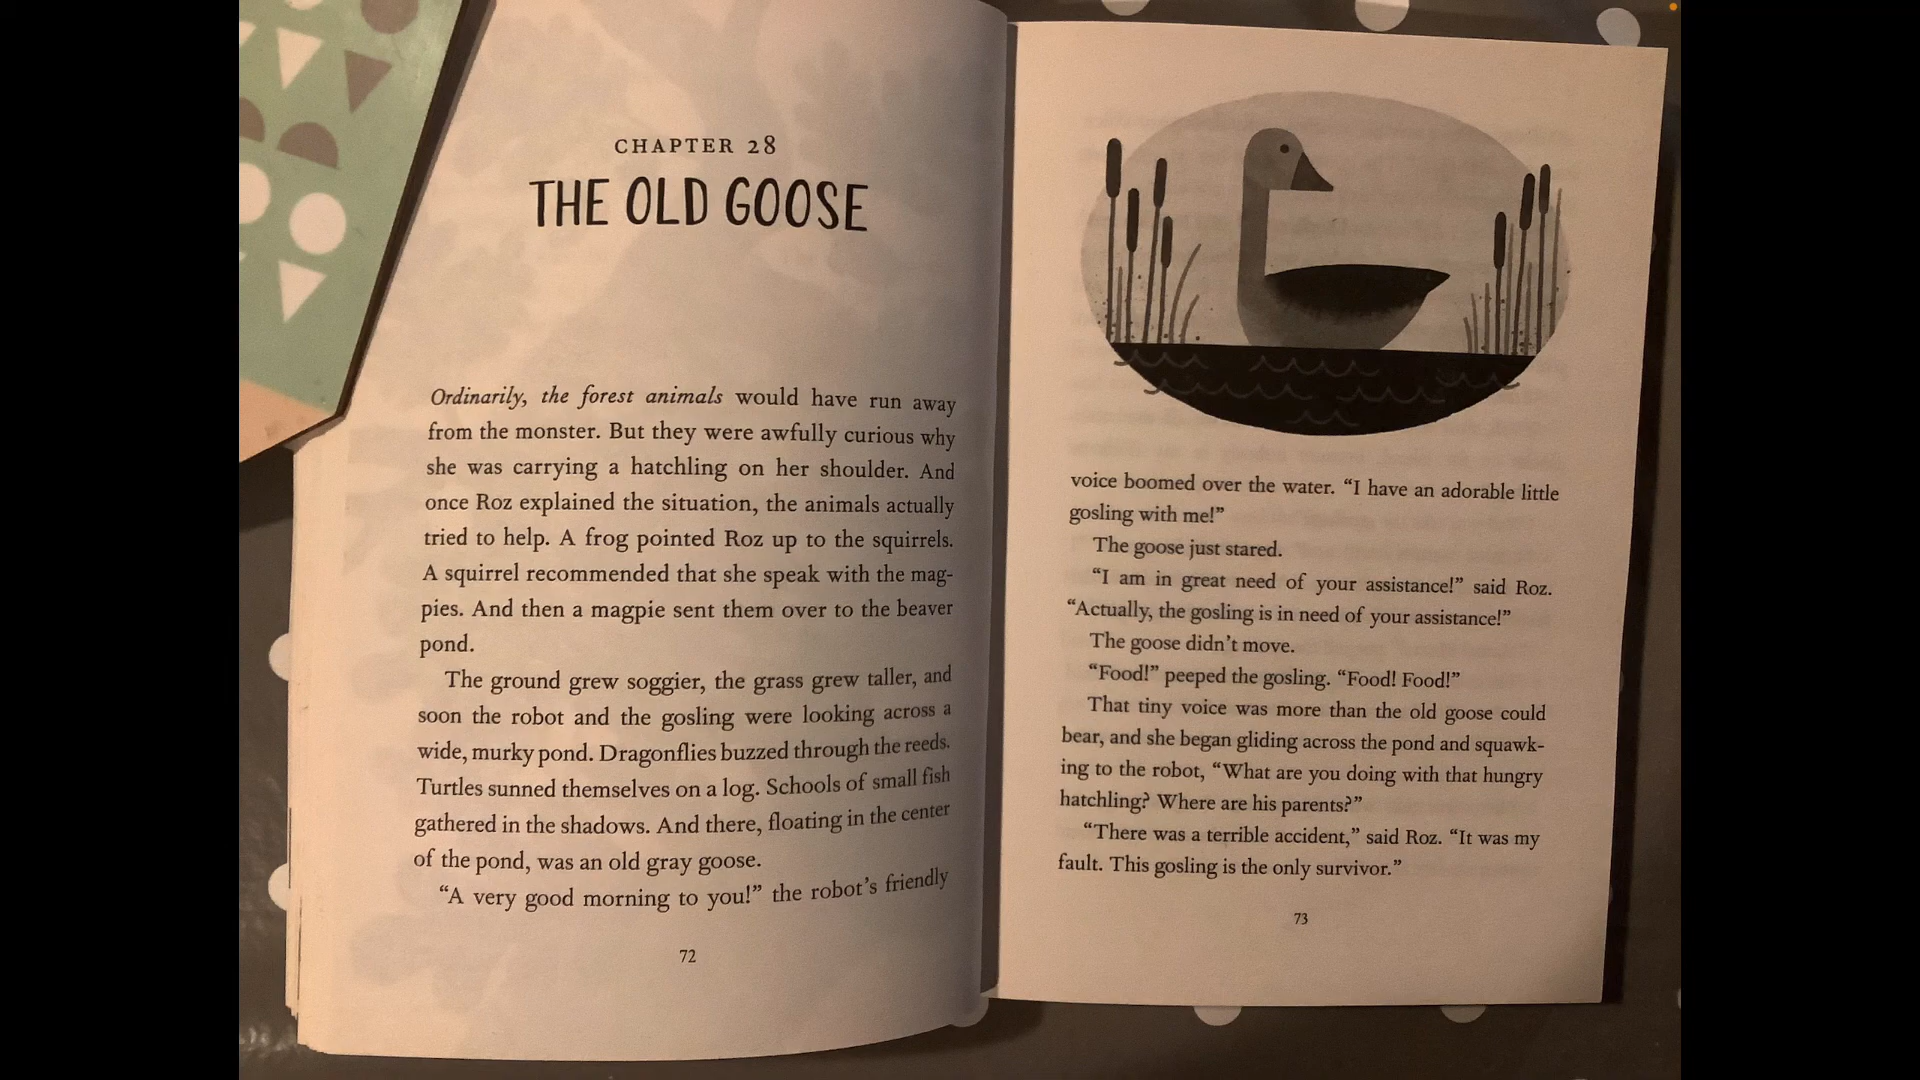 CHAPTER 28
THE OLD GOOSE
Ordinarily, the forest animals would have run away
from the monster. But they were awfully curious why
she was carrying a hatchling on her shoulder. And
once Roz explained the situation, the animals actually
tried to help. A frog pointed Roz up to the squirrels.
A squirrel recommended that she speak with the mag-
pies. And then a magpie sent them over to the beaver
pond.
The ground grew soggier, the grass grew taller, and
soon the robot and the gosling were looking across a
wide, murky pond. Dragonflies buzzed through the reeds.
Turtles sunned themselves on a log. Schools of small fish
gathered in the shadows. And there, floating in the center
of the pond, was an old gray goose.
“A very good morning to you!” the robot’s friendly
72
voice boomed over the water. “I have an adorable little
gosling with me!”
The goose just stared.
“I am in great need of your assistance!” said Roz.
“Actually, the gosling is in need of your assistance!”
The goose didn’t move.
“Food!” peeped the gosling. “Food! Food!”
That tiny voice was more than the old goose could
bear, and she began gliding across the pond and squawk-
ing to the robot, “What are you doing with that hungry
hatchling? Where are his parents?”
“There was a terrible accident,” said Roz. “It was my
fault. This gosling is the only survivor.”
73